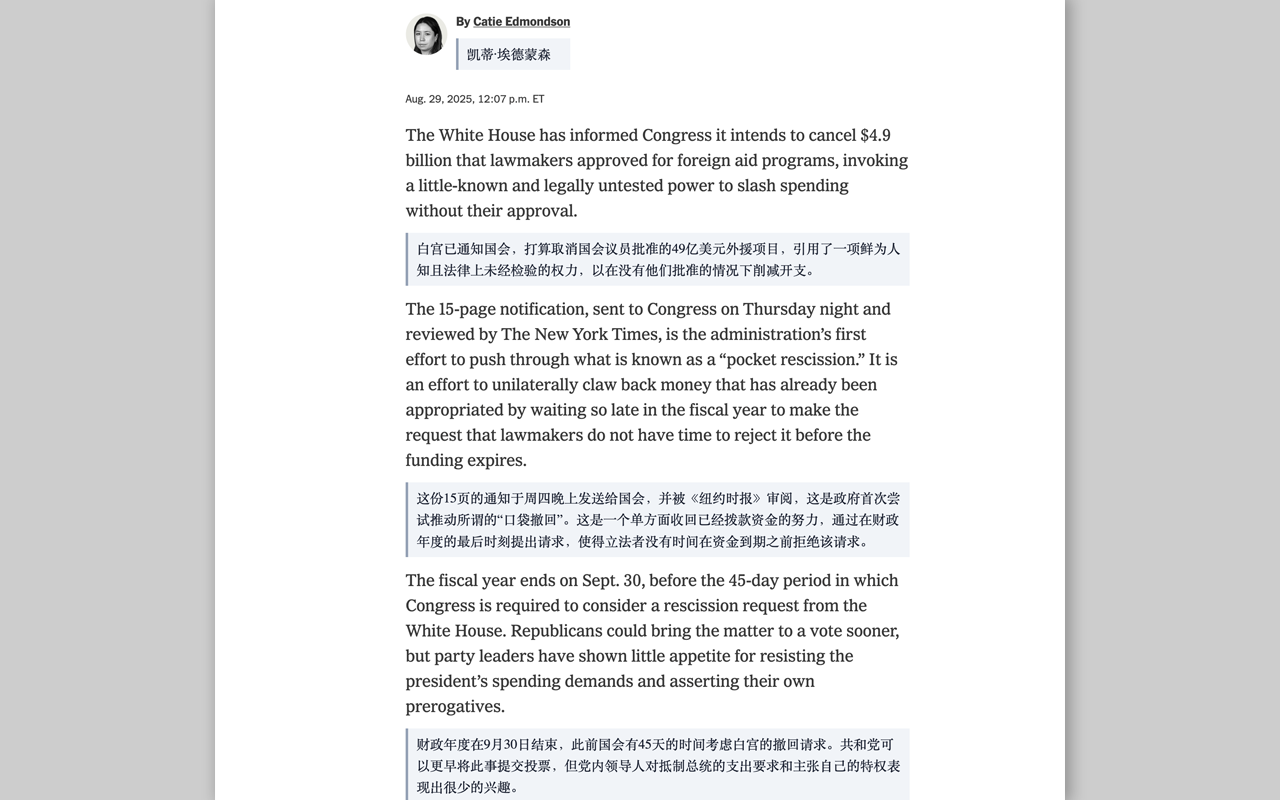 By Catie Edmondson
凯蒂·埃德蒙森
Aug. 29, 2025, 12:07 p.m. ET
The White House has informed Congress it intends to cancel $4.9
billion that lawmakers approved for foreign aid programs, invoking
a little-known and legally untested power to slash spending
without their approval.
白宫已通知国会，打算取消国会议员批准的49亿美元外援项目，引用了一项鲜为人
知且法律上未经检验的权力，以在没有他们批准的情况下削减开支。
The 15-page notification, sent to Congress on Thursday night and
reviewed by The New York Times, is the administration’s first
effort to push through what is known as a “pocket rescission.” It is
an effort to unilaterally claw back money that has already been
appropriated by waiting so late in the fiscal year to make the
request that lawmakers do not have time to reject it before the
funding expires.
这份15页的通知于周四晚上发送给国会，并被《纽约时报》审阅，这是政府首次尝
试推动所谓的“口袋撤回”。这是一个单方面收回已经拨款资金的努力，通过在财政
年度的最后时刻提出请求，使得立法者没有时间在资金到期之前拒绝该请求。
The fiscal year ends on Sept. 30, before the 45-day period in which
Congress is required to consider a rescission request from the
White House. Republicans could bring the matter to a vote sooner,
but party leaders have shown little appetite for resisting the
president’s spending demands and asserting their own
prerogatives.
财政年度在9月30日结束，此前国会有45天的时间考虑白宫的撤回请求。共和党可
以更早将此事提交投票，但党内领导人对抵制总统的支出要求和主张自己的特权表
现出很少的兴趣。